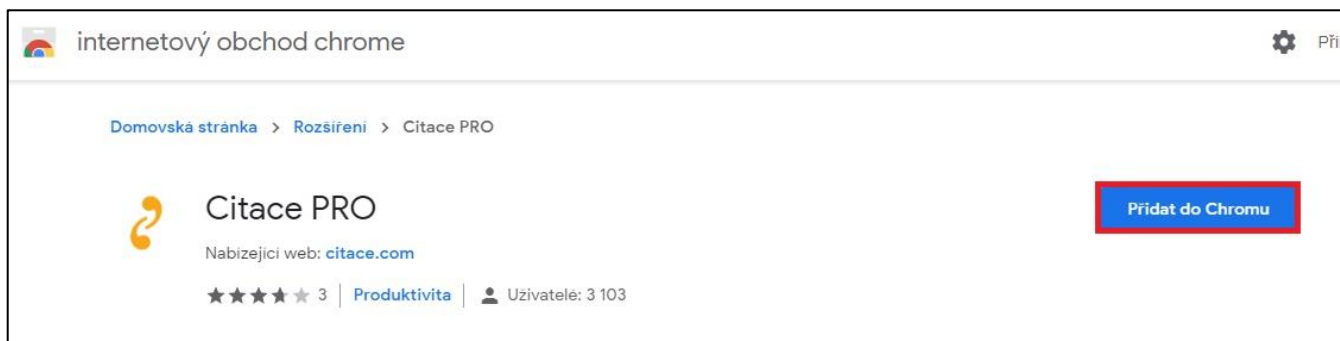 internetový obchod chrome
Při
Domovská stránka > Rozšíření > Citace PRO
Citace PRO
Přidat do Chromu
Nabízející web: citace.com
3 | Produktivita | Uživatelé: 3 103